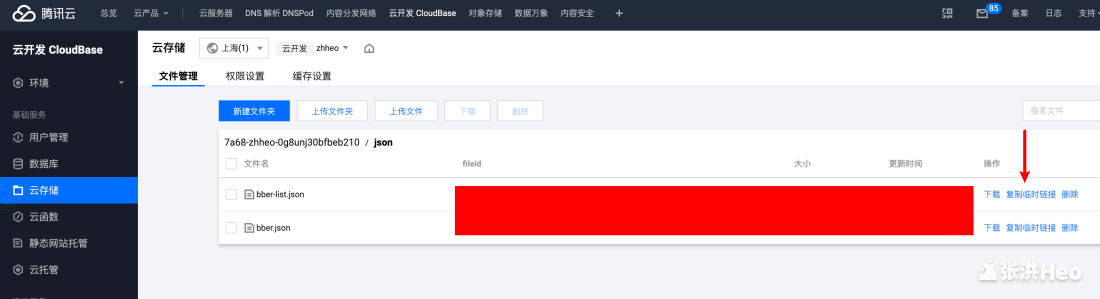 腾讯云 总览 云产品 云服务器 DNS 解析 DNSPod 内容分发网络 云开发 CloudBase 对象存储 数据万象 内容安全 + 85 备案 日志 支持
云开发 CloudBase
云存储 上海(1) 云开发 zhheo
文件管理 权限设置 缓存设置
环境
基础服务
用户管理
数据库
云存储
云函数
静态网站托管
云托管
新建文件夹 上传文件夹 上传文件 下载 删除 搜索文件
7a68-zhheo-0g8unj30bfbeb210 / json
文件名 fileid 大小 更新时间 操作
bber-list.json 下载 复制临时链接 删除
bber.json 下载 复制临时链接 删除
张洪Heo